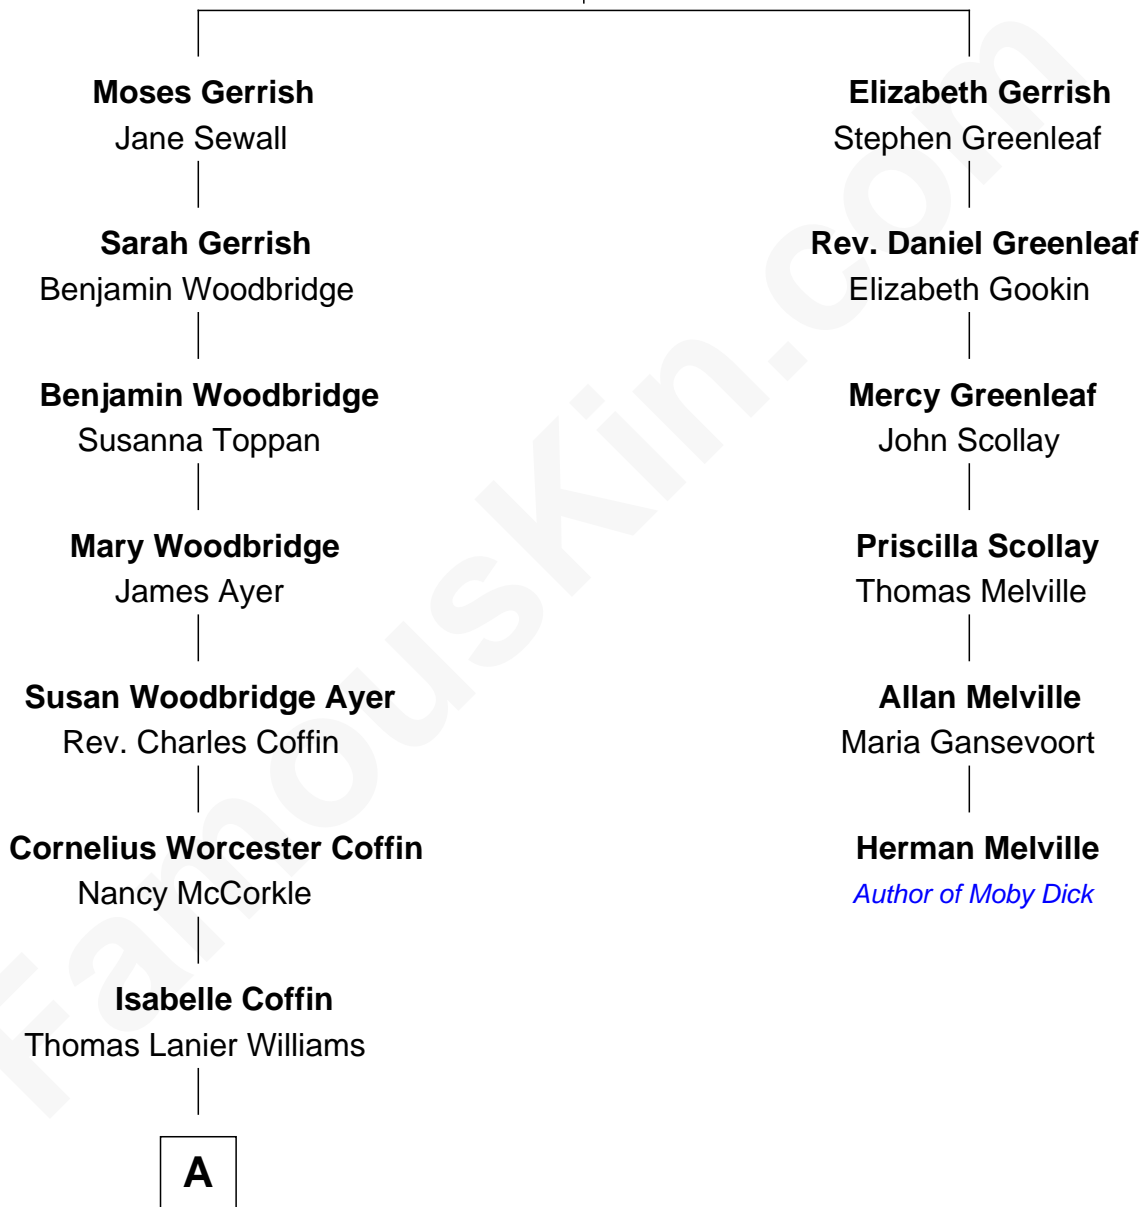 Moses Gerrish
Jane Sewall
Sarah Gerrish
Benjamin Woodbridge
Benjamin Woodbridge
Susanna Toppan
Mary Woodbridge
James Ayer
Susan Woodbridge Ayer
Rev. Charles Coffin
Cornelius Worcester Coffin
Nancy McCorkle
Isabelle Coffin
Thomas Lanier Williams
A
Elizabeth Gerrish
Stephen Greenleaf
Rev. Daniel Greenleaf
Elizabeth Gookin
Mercy Greenleaf
John Scollay
Priscilla Scollay
Thomas Melville
Allan Melville
Maria Gansevoort
Herman Melville
Author of Moby Dick
FamousKin.com